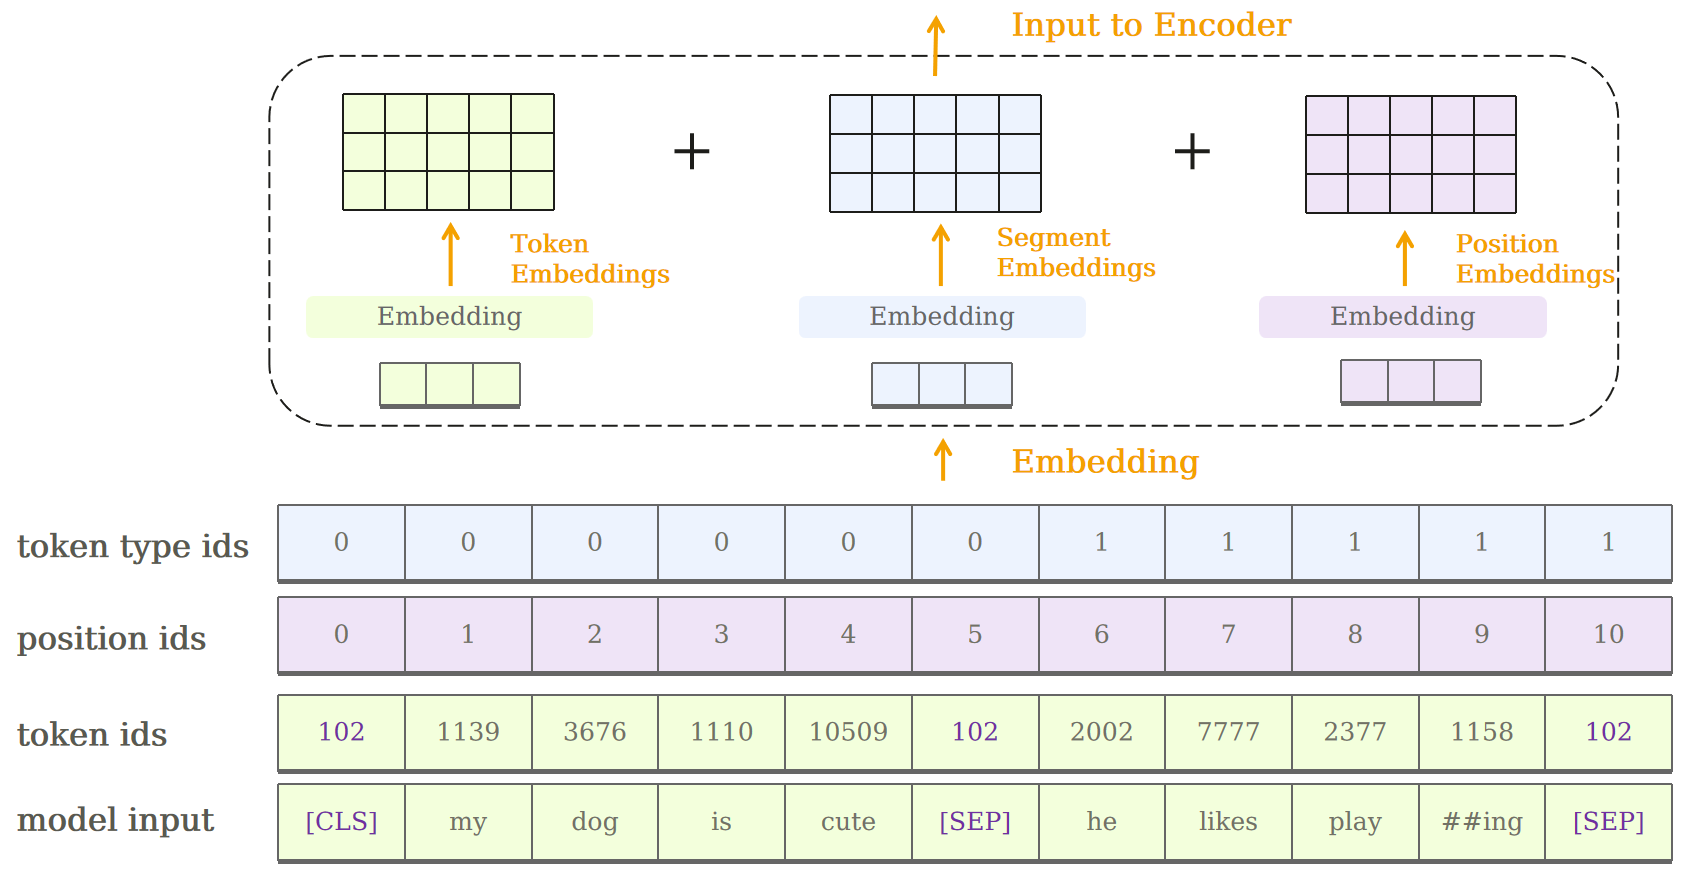 Input to Encoder
+ +
Token
Embeddings
Segment
Embeddings
Position
Embeddings
Embedding Embedding Embedding
Embedding
token type ids 0 0 0 0 0 0 1 1 1 1 1
position ids 0 1 2 3 4 5 6 7 8 9 10
token ids 102 1139 3676 1110 10509 102 2002 7777 2377 1158 102
model input [CLS] my dog is cute [SEP] he likes play ##ing [SEP]